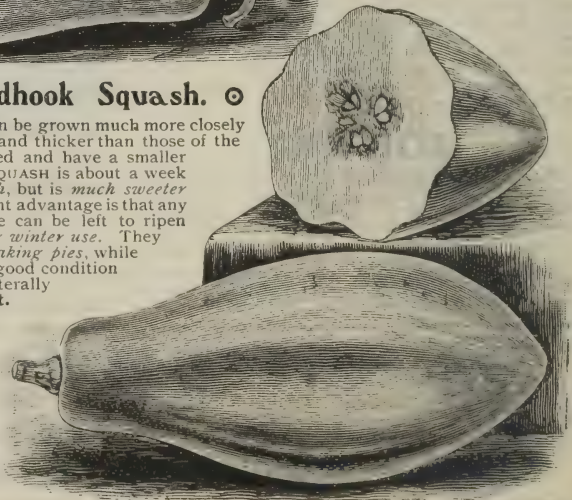 dhook Squash.
n be grown much more closely
and thicker than those of the
ed and have a smaller
QUASH is about a week
h, but is much sweeter
nt advantage is that any
e can be left to ripen
r winter use. They
aking pies, while
good condition
terally
t.